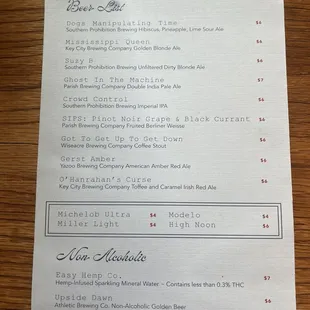 Beer List
Dogs Manipulating Time $6
Southern Prohibition Brewing Hibiscus, Pineapple, Lime Sour Ale
Mississippi Queen $6
Key City Brewing Company Golden Blonde Ale
Suzy B $6
Southern Prohibition Brewing Unfiltered Dirty Blonde Ale
Ghost In The Machine $7
Parish Brewing Company Double India Pale Ale
Crowd Control $6
Southern Prohibition Brewing Imperial IPA
SIPS: Pinot Noir Grape & Black Currant $6
Parish Brewing Company Fruited Berliner Weisse
Got To Get Up To Get Down $6
Wiseacre Brewing Company Coffee Stout
Gerst Amber $6
Yazoo Brewing Company American Amber Red Ale
O'Hanrahan's Curse $6
Key City Brewing Company Toffee and Caramel Irish Red Ale
Michelob Ultra $4 Modelo $4
Miller Light $4 High Noon $6
Non-Alcoholic
Easy Hemp Co. $7
Hemp-Infused Sparkling Mineral Water - Contains less than 0.3% THC
Upside Dawn $6
Athletic Brewing Co. Non-Alcoholic Golden Beer